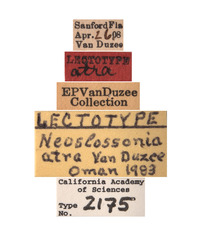 Sanford Fla
Apr. 26 08
Van Duzee
LECTOTYPE
atra
EPVanDuzee
Collection
LECTOTYPE
Neoslossonia
atra Van Duzee
Oman 1983
California Academy
of Sciences
Type
No. 2175